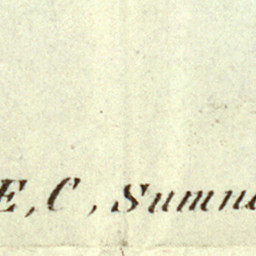 E, C, Sumn